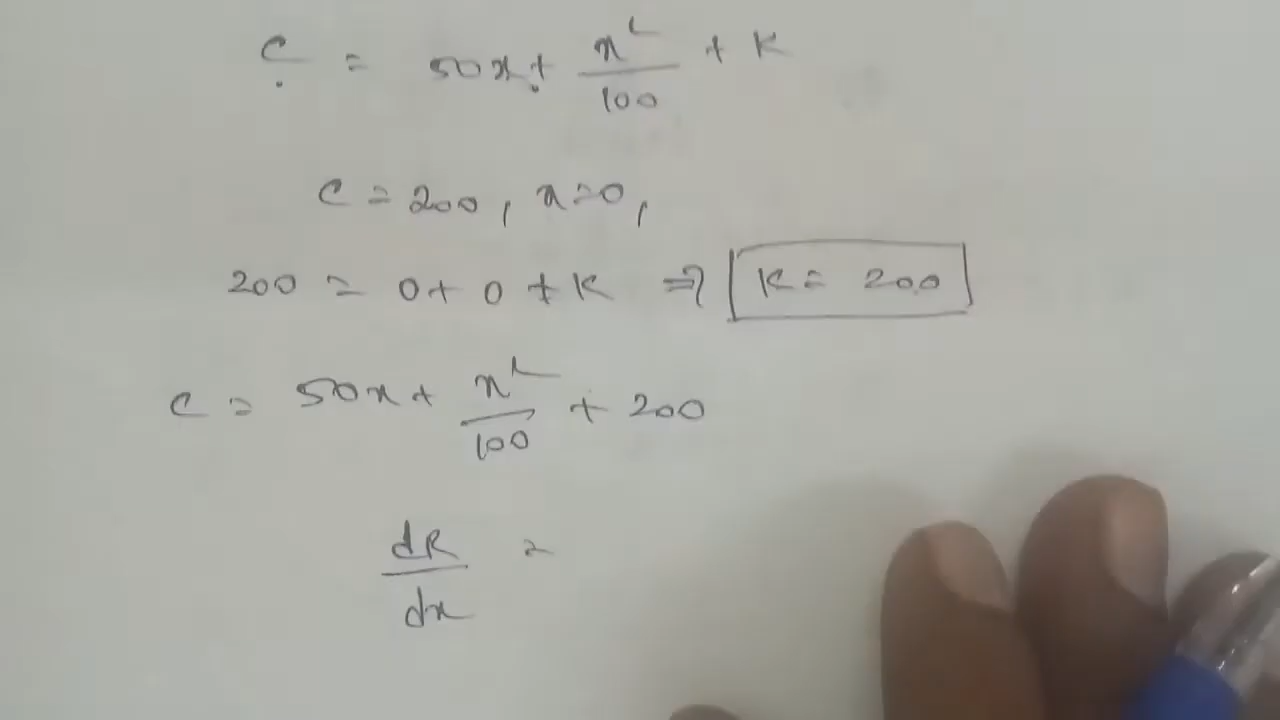 C = 50x + x²/100 + K
C = 200, x = 0,
200 = 0 + 0 + K ⇒ K = 200
C = 50x + x²/100 + 200
dR/dx =